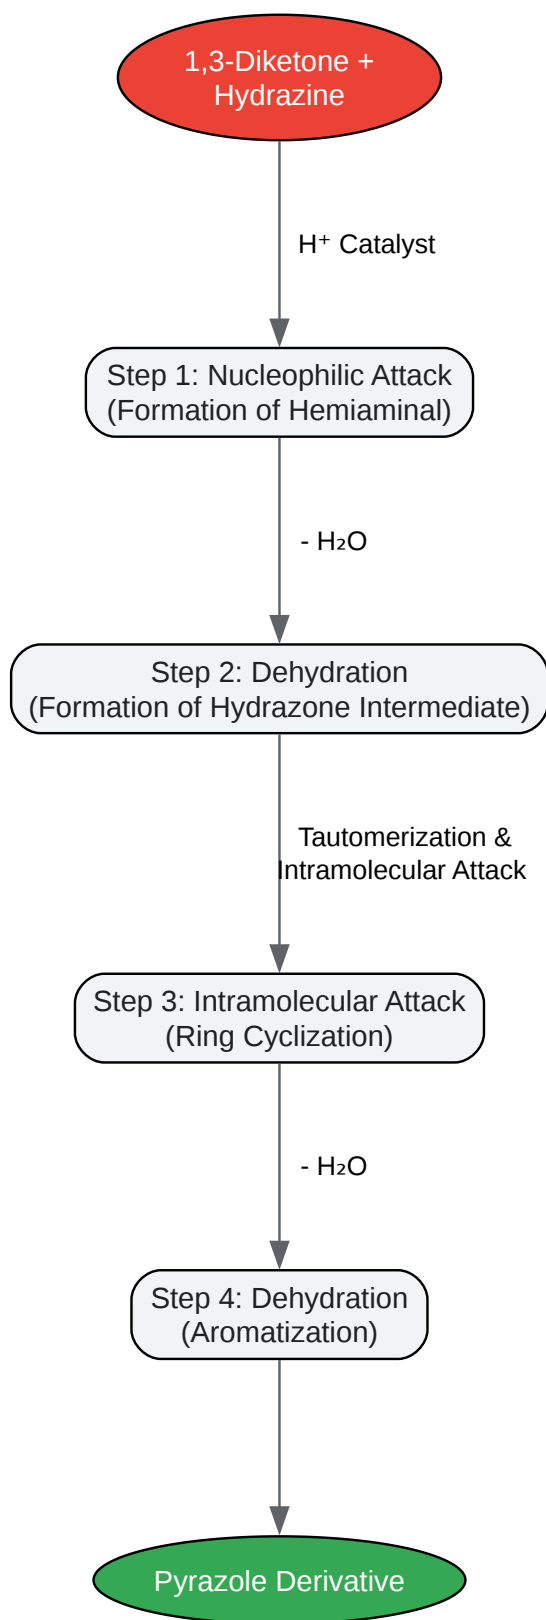 1,3-Diketone +
Hydrazine
H⁺ Catalyst
Step 1: Nucleophilic Attack
(Formation of Hemiaminal)
- H₂O
Step 2: Dehydration
(Formation of Hydrazone Intermediate)
Tautomerization &
Intramolecular Attack
Step 3: Intramolecular Attack
(Ring Cyclization)
- H₂O
Step 4: Dehydration
(Aromatization)
Pyrazole Derivative